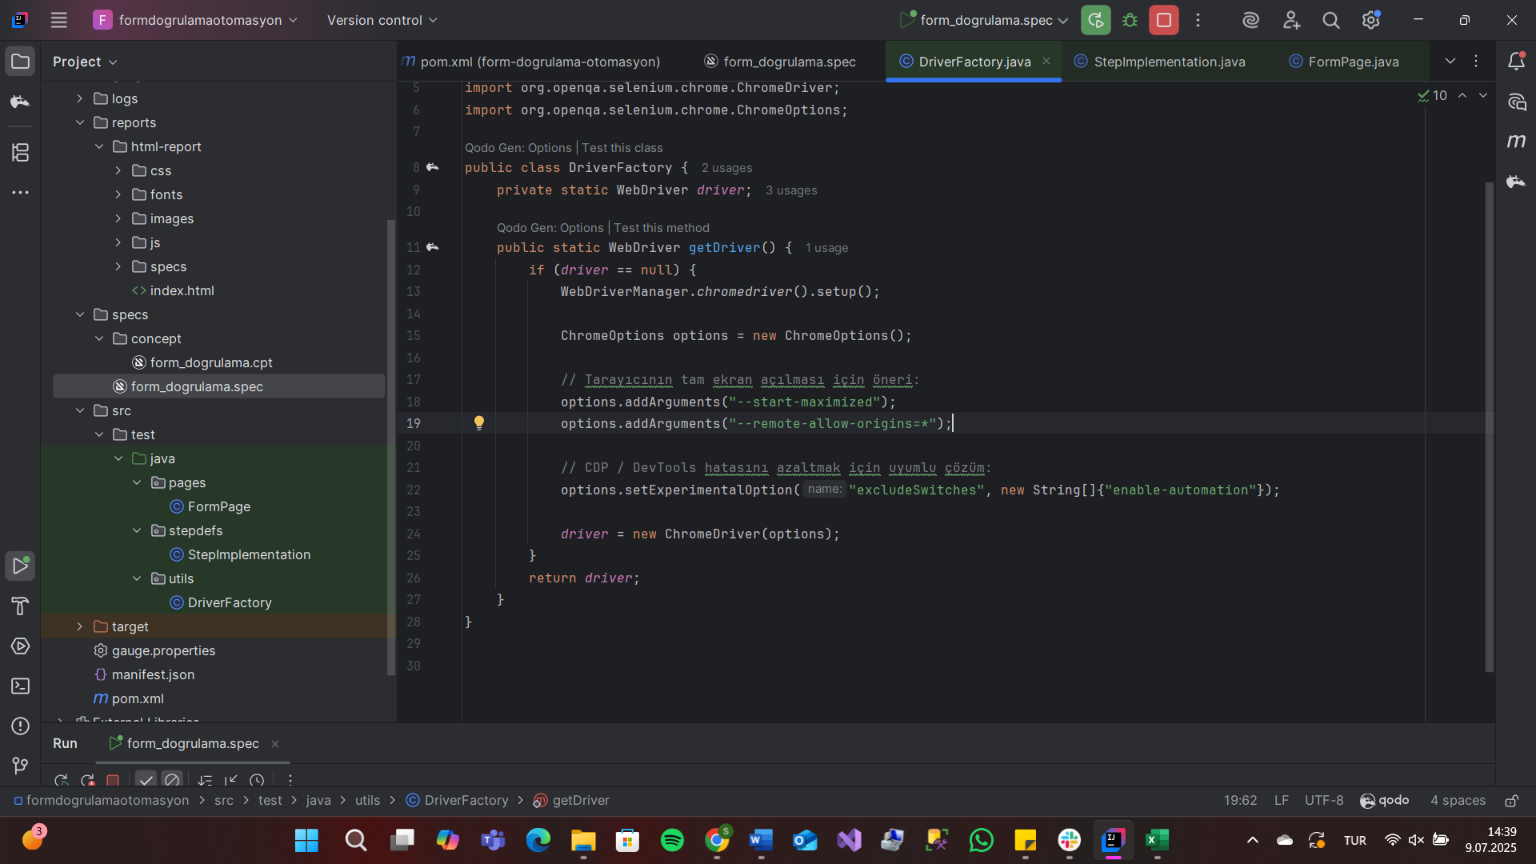 F formdogrulamaotomasyon Version control form_dogrulama.spec
Project
pom.xml (form-dogrulama-otomasyon) form_dogrulama.spec DriverFactory.java StepImplementation.java FormPage.java
logs
reports
html-report
css
fonts
images
js
specs
index.html
specs
concept
form_dogrulama.cpt
form_dogrulama.spec
src
test
java
pages
FormPage
stepdefs
StepImplementation
utils
DriverFactory
target
gauge.properties
manifest.json
pom.xml
External Libraries
10
5 import org.openqa.selenium.chrome.ChromeDriver;
6 import org.openqa.selenium.chrome.ChromeOptions;
7
Qodo Gen: Options | Test this class
8 public class DriverFactory { 2 usages
9 private static WebDriver driver; 3 usages
10
Qodo Gen: Options | Test this method
11 public static WebDriver getDriver() { 1 usage
12 if (driver == null) {
13 WebDriverManager.chromedriver().setup();
14
15 ChromeOptions options = new ChromeOptions();
16
17 // Tarayıcının tam ekran açılması için öneri:
18 options.addArguments("--start-maximized");
19 options.addArguments("--remote-allow-origins=*");
20
21 // CDP / DevTools hatasını azaltmak için uyumlu çözüm:
22 options.setExperimentalOption( name: "excludeSwitches", new String[]{"enable-automation"});
23
24 driver = new ChromeDriver(options);
25 }
26 return driver;
27 }
28 }
29
30
Run form_dogrulama.spec
formdogrulamaotomasyon > src > test > java > utils > DriverFactory > getDriver 19:62 LF UTF-8 qodo 4 spaces
3 TUR 14:39
9.07.2025